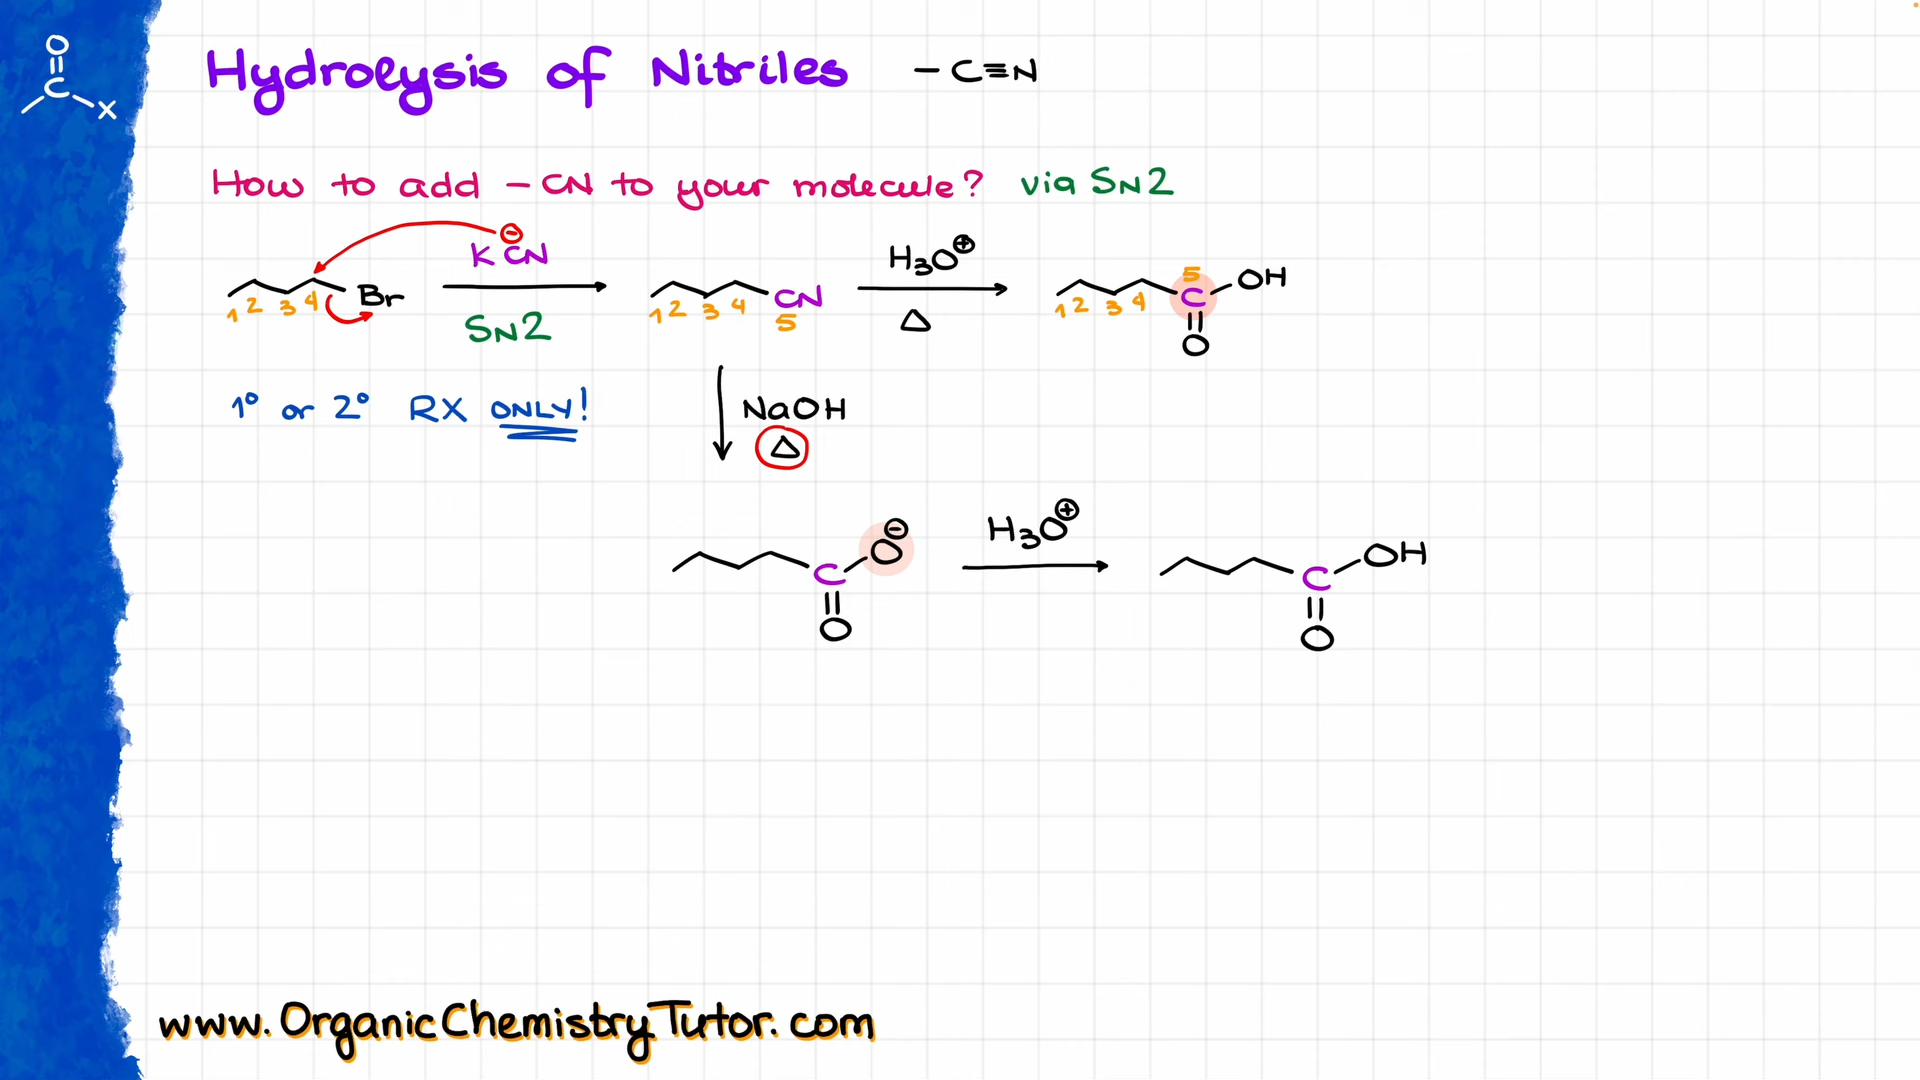 O
C
X
Hydrolysis of Nitriles −C≡N
How to add −CN to your molecule? via SN2
K CN⊖
Br
1 2 3 4
SN2
CN
1 2 3 4 5
H3O⊕
△
C OH
O
1 2 3 4 5
1° or 2° RX ONLY!
NaOH
△
C O⊖
O
H3O⊕
C OH
O
www.OrganicChemistryTutor.com